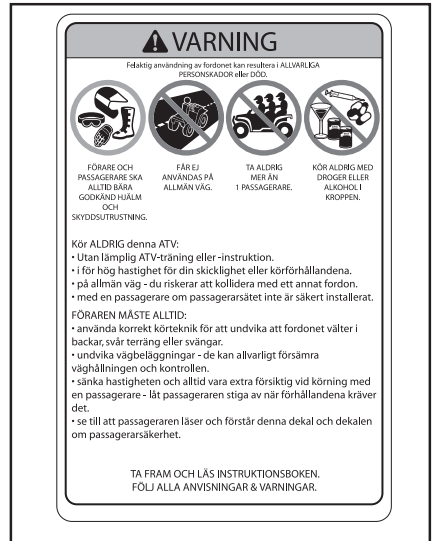 VARNING
Felaktig användning av fordonet kan resultera i ALLVARLIGA
PERSONSKADOR eller DÖD.
FÖRARE OCH
PASSAGERARE SKA
ALLTID BÄRA
GODKÄND HJÄLM
OCH
SKYDDSUTRUSTNING.
FÅR EJ
ANVÄNDAS PÅ
ALLMÄN VÄG.
TA ALDRIG
MER ÄN
1 PASSAGERARE.
KÖR ALDRIG MED
DROGER ELLER
ALKOHOL I
KROPPEN.
Kör ALDRIG denna ATV:
• Utan lämplig ATV-träning eller -instruktion.
• i för hög hastighet för din skicklighet eller körförhållandena.
• på allmän väg - du riskerar att kollidera med ett annat fordon.
• med en passagerare om passagerarsätet inte är säkert installerat.
FÖRAREN MÅSTE ALLTID:
• använda korrekt körteknik för att undvika att fordonet välter i
backar, svår terräng eller svängar.
• undvika vägbeläggningar - de kan allvarligt försämra
väghållningen och kontrollen.
• sänka hastigheten och alltid vara extra försiktig vid körning med
en passagerare - låt passageraren stiga av när förhållandena kräver
det.
• se till att passageraren läser och förstår denna dekal och dekalen
om passagerarsäkerhet.
TA FRAM OCH LÄS INSTRUKTIONSBOKEN.
FÖLJ ALLA ANVISNINGAR & VARNINGAR.